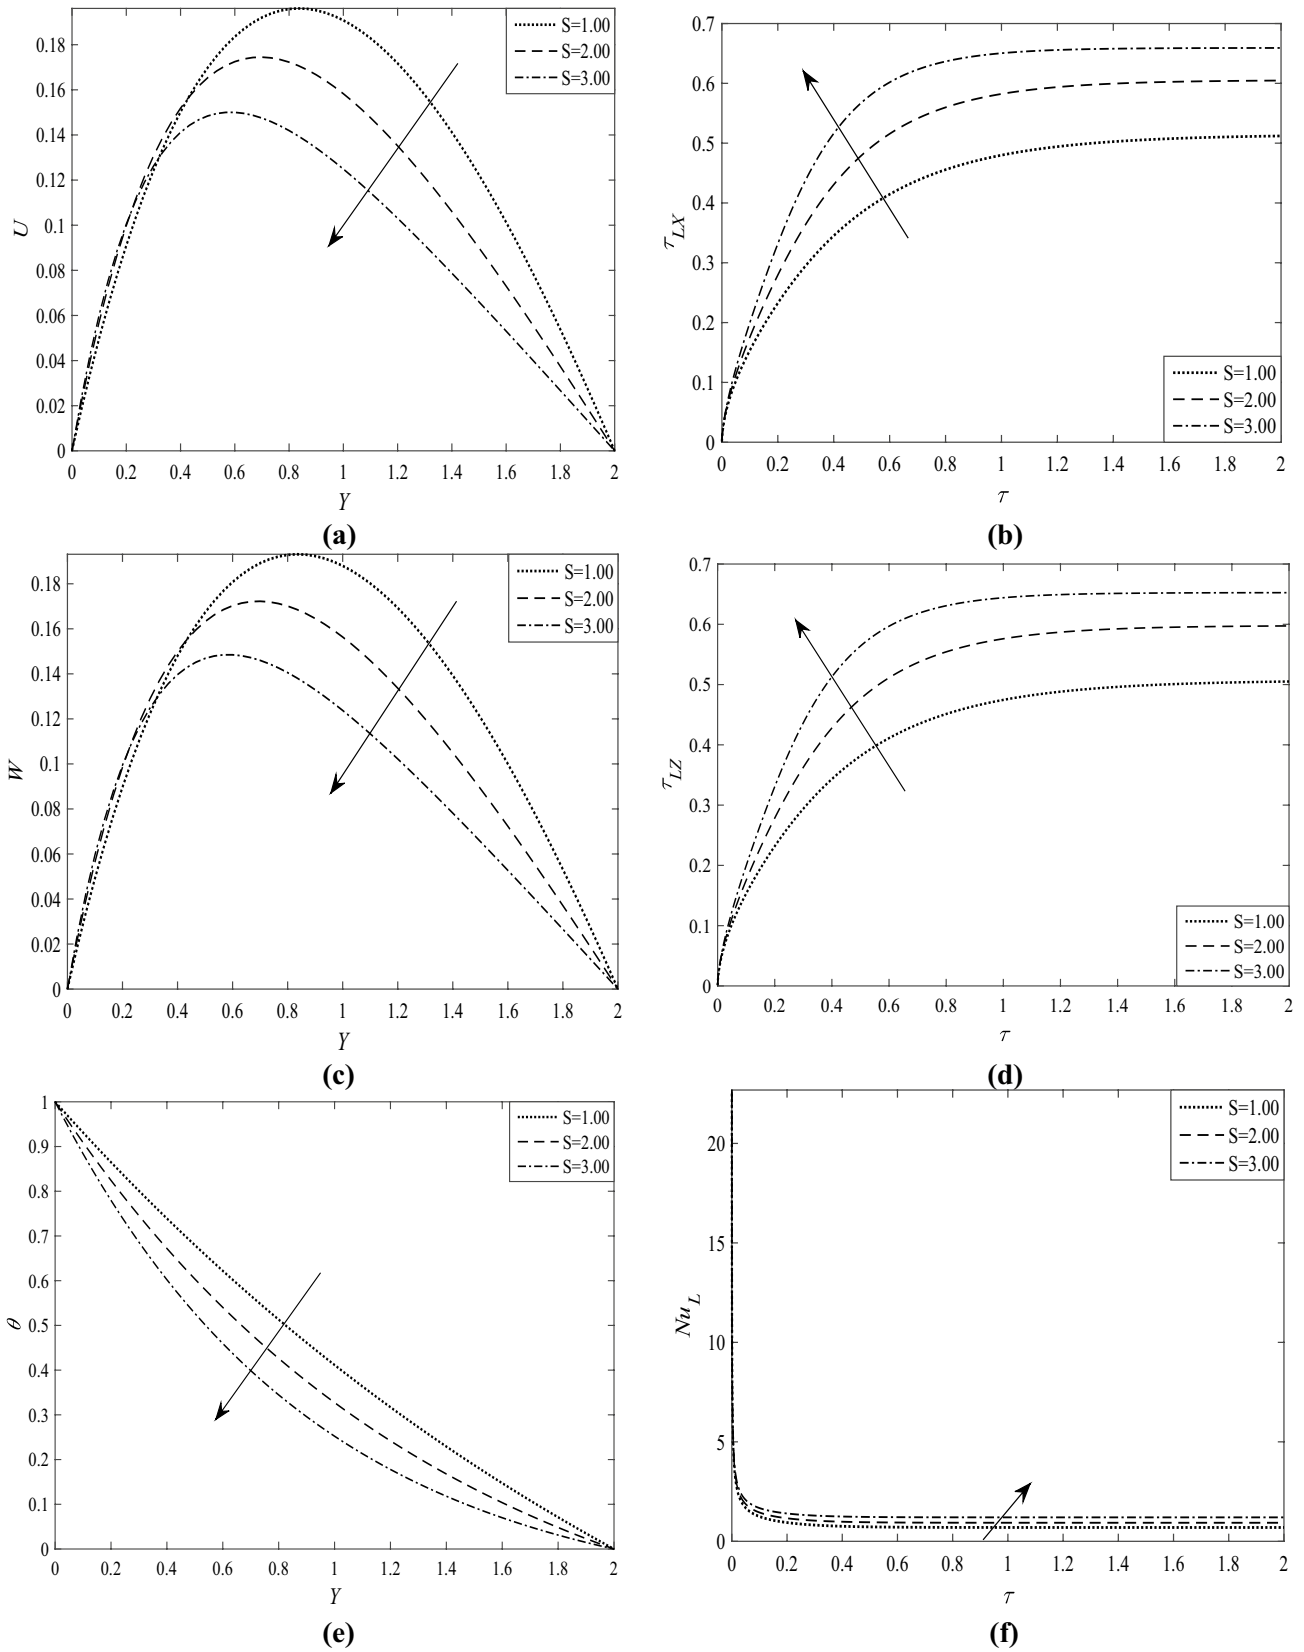 S=1.00
S=2.00
S=3.00
0.18
0.16
0.14
0.12
0.1
0.08
0.06
0.04
0.02
0
U
0 0.2 0.4 0.6 0.8 1 1.2 1.4 1.6 1.8 2
Y
(a)
0.7
0.6
0.5
0.4
0.3
0.2
0.1
0
τLX
S=1.00
S=2.00
S=3.00
0 0.2 0.4 0.6 0.8 1 1.2 1.4 1.6 1.8 2
τ
(b)
S=1.00
S=2.00
S=3.00
0.18
0.16
0.14
0.12
0.1
0.08
0.06
0.04
0.02
0
W
0 0.2 0.4 0.6 0.8 1 1.2 1.4 1.6 1.8 2
Y
(c)
0.7
0.6
0.5
0.4
0.3
0.2
0.1
0
τLZ
S=1.00
S=2.00
S=3.00
0 0.2 0.4 0.6 0.8 1 1.2 1.4 1.6 1.8 2
τ
(d)
1
0.9
0.8
0.7
0.6
0.5
0.4
0.3
0.2
0.1
0
θ
S=1.00
S=2.00
S=3.00
0 0.2 0.4 0.6 0.8 1 1.2 1.4 1.6 1.8 2
Y
(e)
S=1.00
S=2.00
S=3.00
20
15
10
5
0
NuL
0 0.2 0.4 0.6 0.8 1 1.2 1.4 1.6 1.8 2
τ
(f)